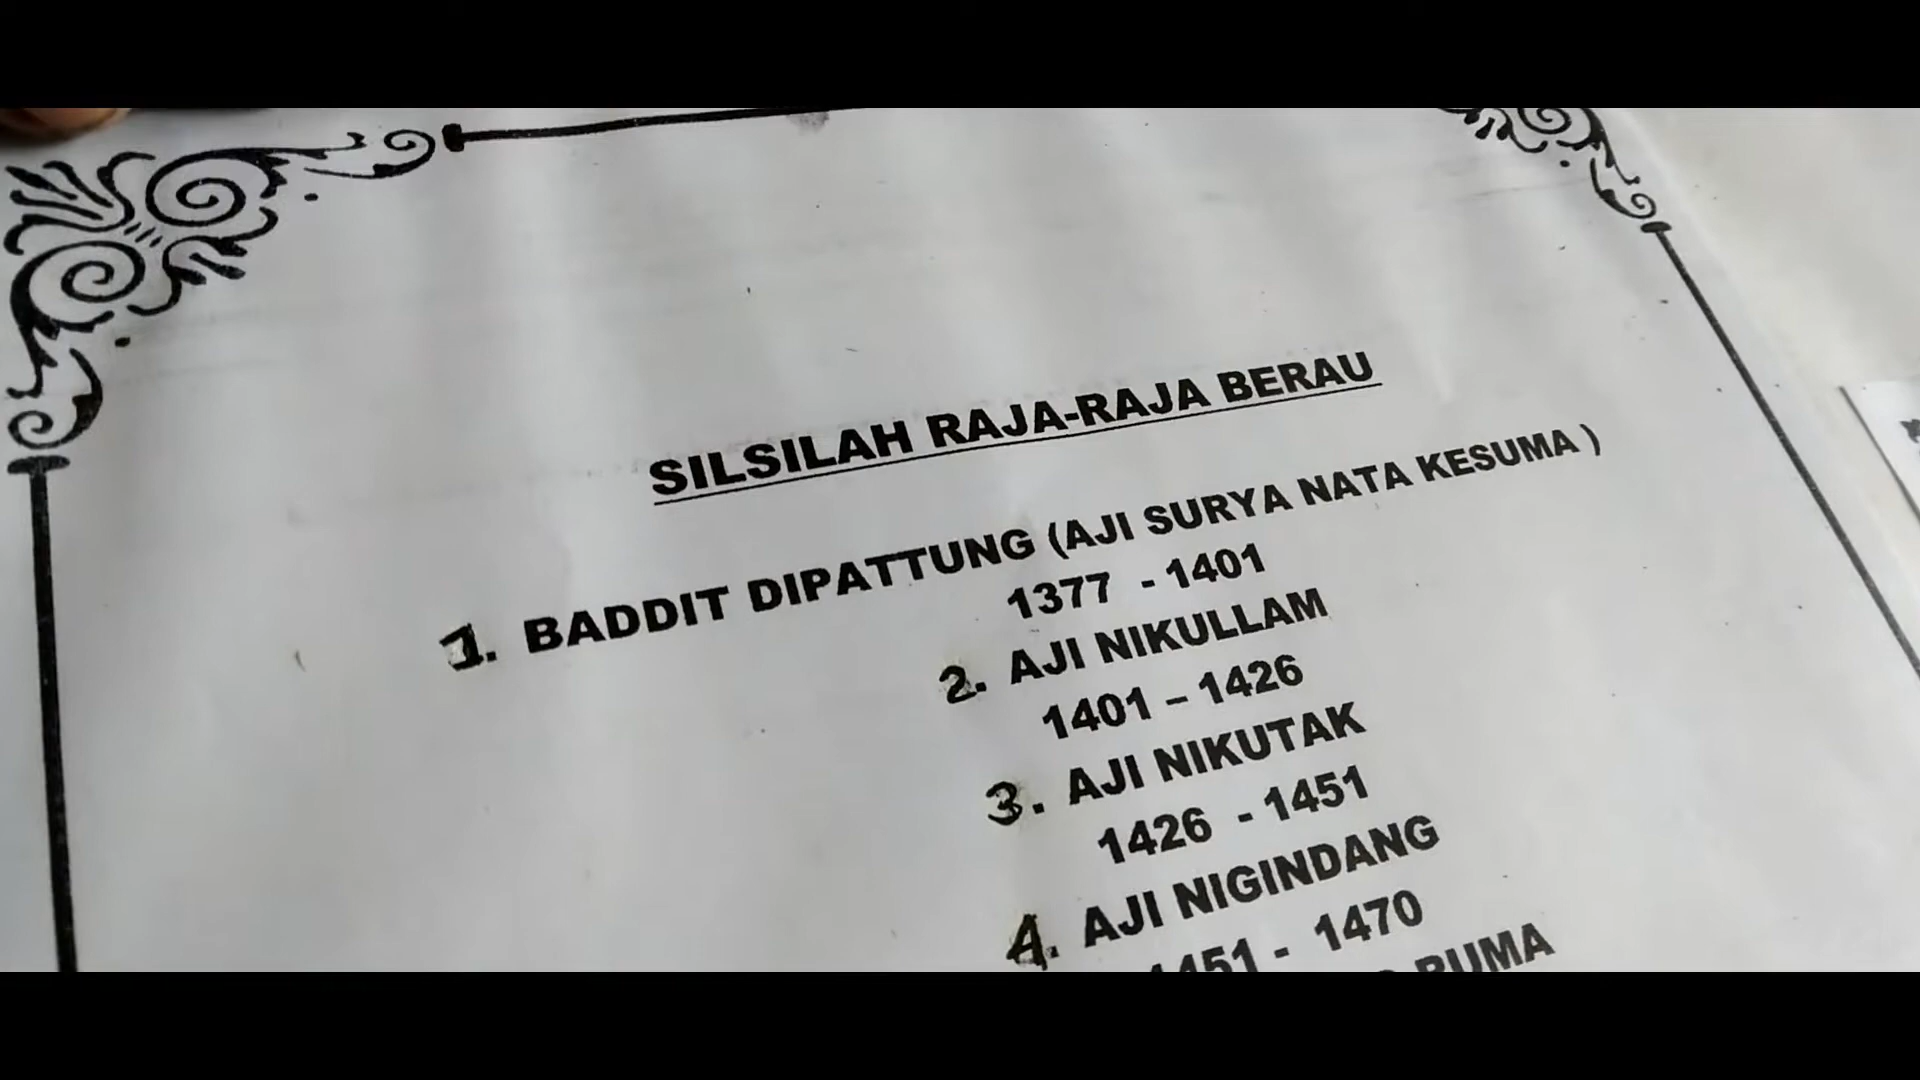 SILSILAH RAJA-RAJA BERAU
1. BADDIT DIPATTUNG (AJI SURYA NATA KESUMA )
1377 - 1401
2. AJI NIKULLAM
1401 – 1426
3. AJI NIKUTAK
1426 - 1451
4. AJI NIGINDANG
1451 - 1470